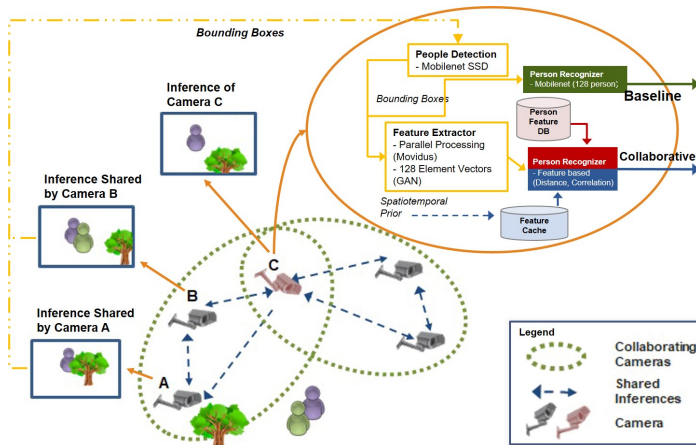 Bounding Boxes
People Detection
- Mobilenet SSD
Person Recognizer
- Mobilenet (128 person;
Baseline
Bounding Boxes
Inference of
Camera C
Person
Feature
DB
Feature Extractor
- Parallel Processing
(Movidus)
- 128 Element Vectors
(GAN)
Person Recognizer
- Feature based
(Distance, Correlation)
Collaborative
Inference Shared
by Camera B
Spatiotemporal
Prior
Feature
Cache
C
B
Inference Shared
by Camera A
A
Legend
Collaborating
Cameras
Shared
Inferences
Camera